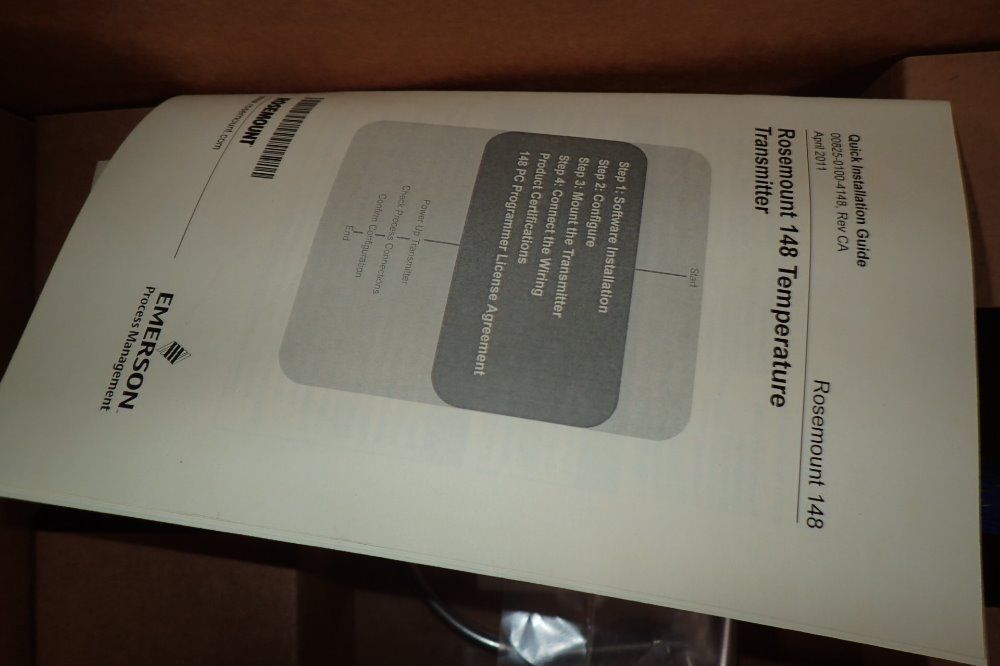 Quick Installation Guide
00825-0100-4148, Rev CA
April 2011
Rosemount 148
Rosemount 148 Temperature
Transmitter
Start
Step 1: Software Installation
Step 2: Configure
Step 3: Mount the Transmitter
Step 4: Connect the Wiring
Product Certifications
148 PC Programmer License Agreement
Power Up Transmitter
Check Process Connections
Confirm Configuration
End
ROSEMOUNT
www.rosemount.com
EMERSON
Process Management